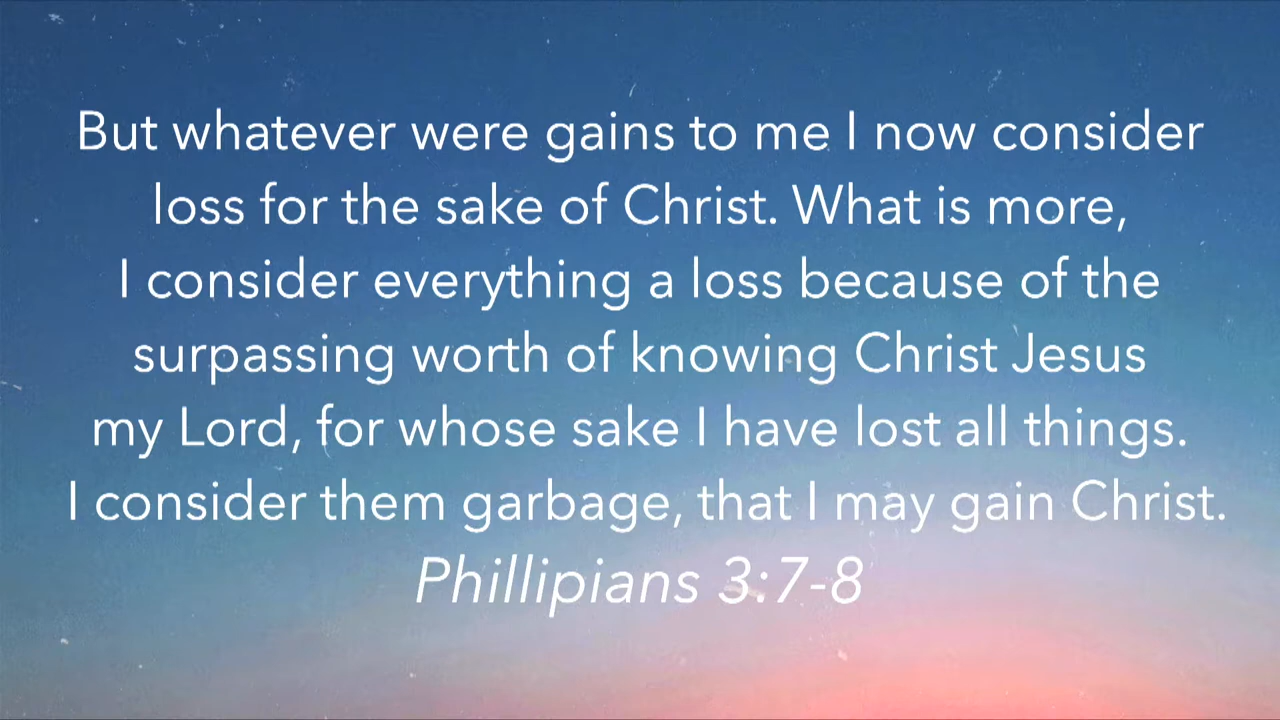 But whatever were gains to me I now consider
loss for the sake of Christ. What is more,
I consider everything a loss because of the
surpassing worth of knowing Christ Jesus
my Lord, for whose sake I have lost all things.
I consider them garbage, that I may gain Christ.
Phillipians 3:7-8